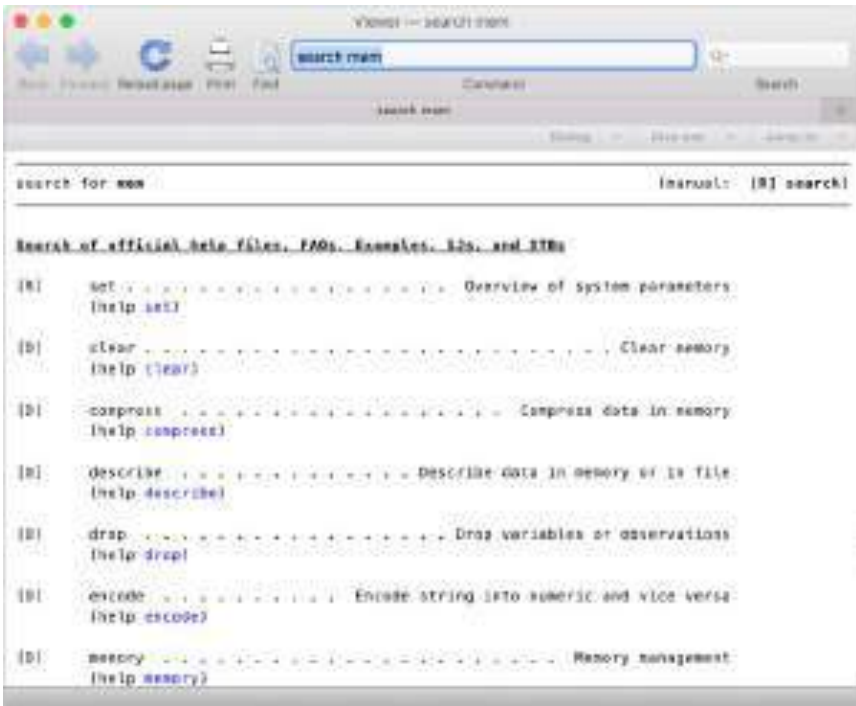 Viewer — search mem
search mem
Back Forward Reload page Print Find Command Search
search mem
Dialog Also see Jump to
search for mem (manual: [R] search)
Search of official help files, FAQs, Examples, SJs, and STBs
[R] set . . . . . . . . . . . . . . . . . . Overview of system parameters
(help set)
[D] clear . . . . . . . . . . . . . . . . . . . . . . . . . . Clear memory
(help clear)
[D] compress . . . . . . . . . . . . . . . . . . Compress data in memory
(help compress)
[D] describe . . . . . . . . . . . . . Describe data in memory or in file
(help describe)
[D] drop . . . . . . . . . . . . . . . . . Drop variables or observations
(help drop)
[D] encode . . . . . . . . . . Encode string into numeric and vice versa
(help encode)
[D] memory . . . . . . . . . . . . . . . . . . . . . . Memory management
(help memory)